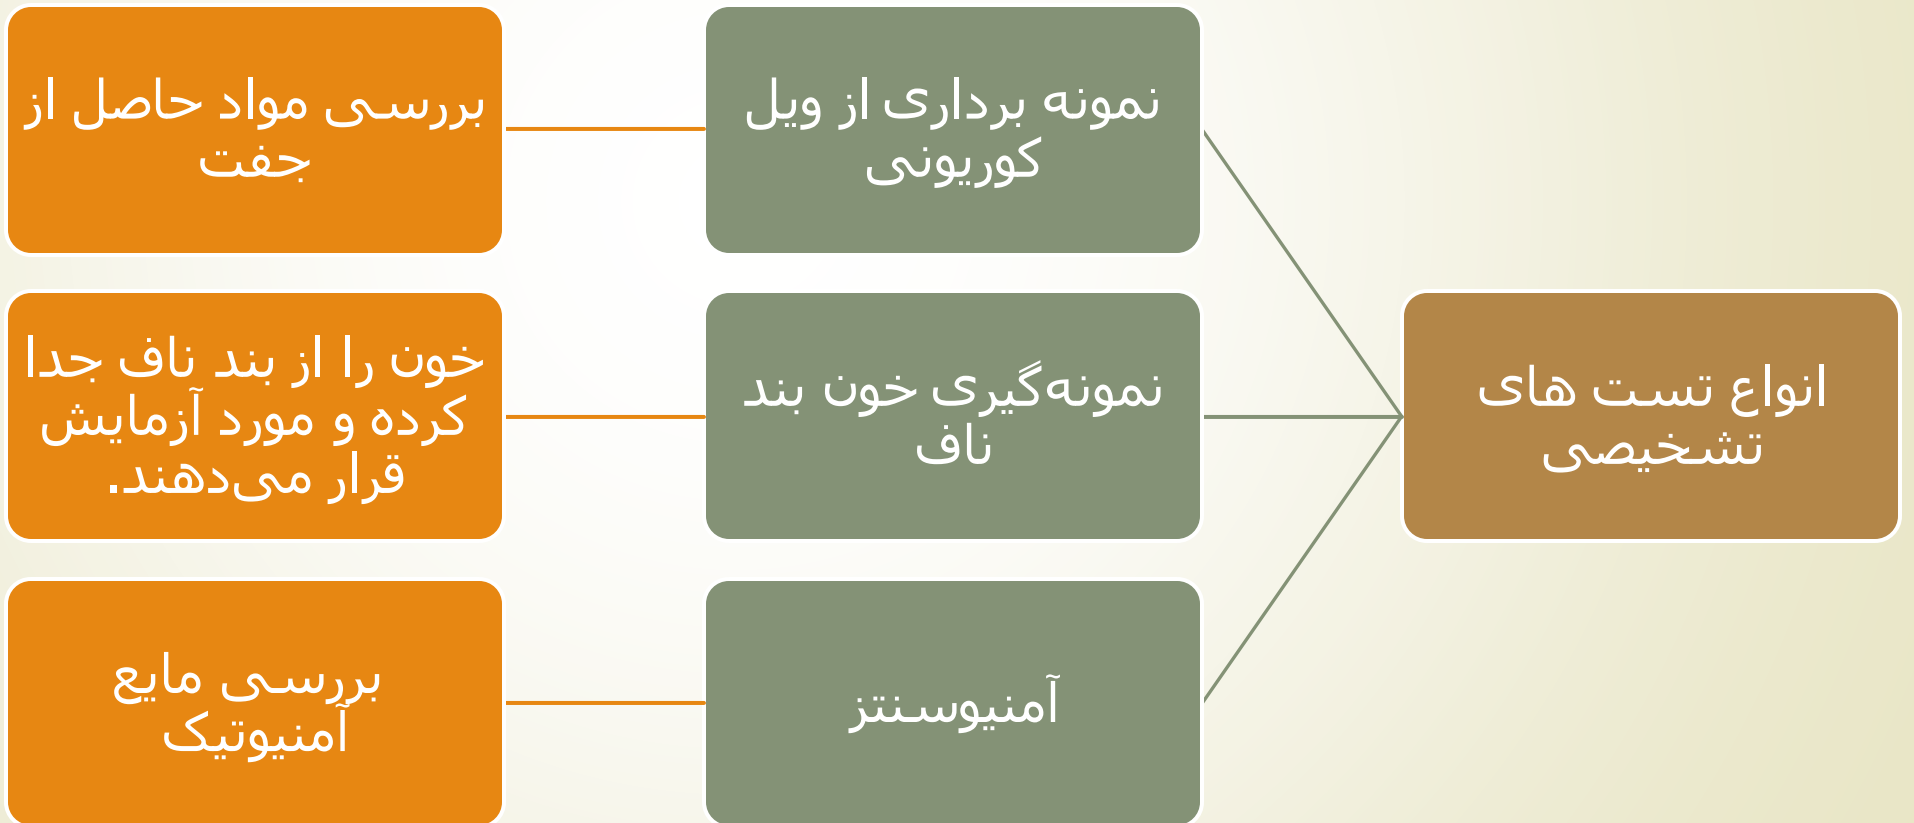 انواع تست های
تشخیصی
نمونه برداری از ویل
کوریونی
بررسی مواد حاصل از
جفت
نمونه‌گیری خون بند
ناف
خون را از بند ناف جدا
کرده و مورد آزمایش
قرار می‌دهند.
آمنیوسنتز
بررسی مایع
آمنیوتیک